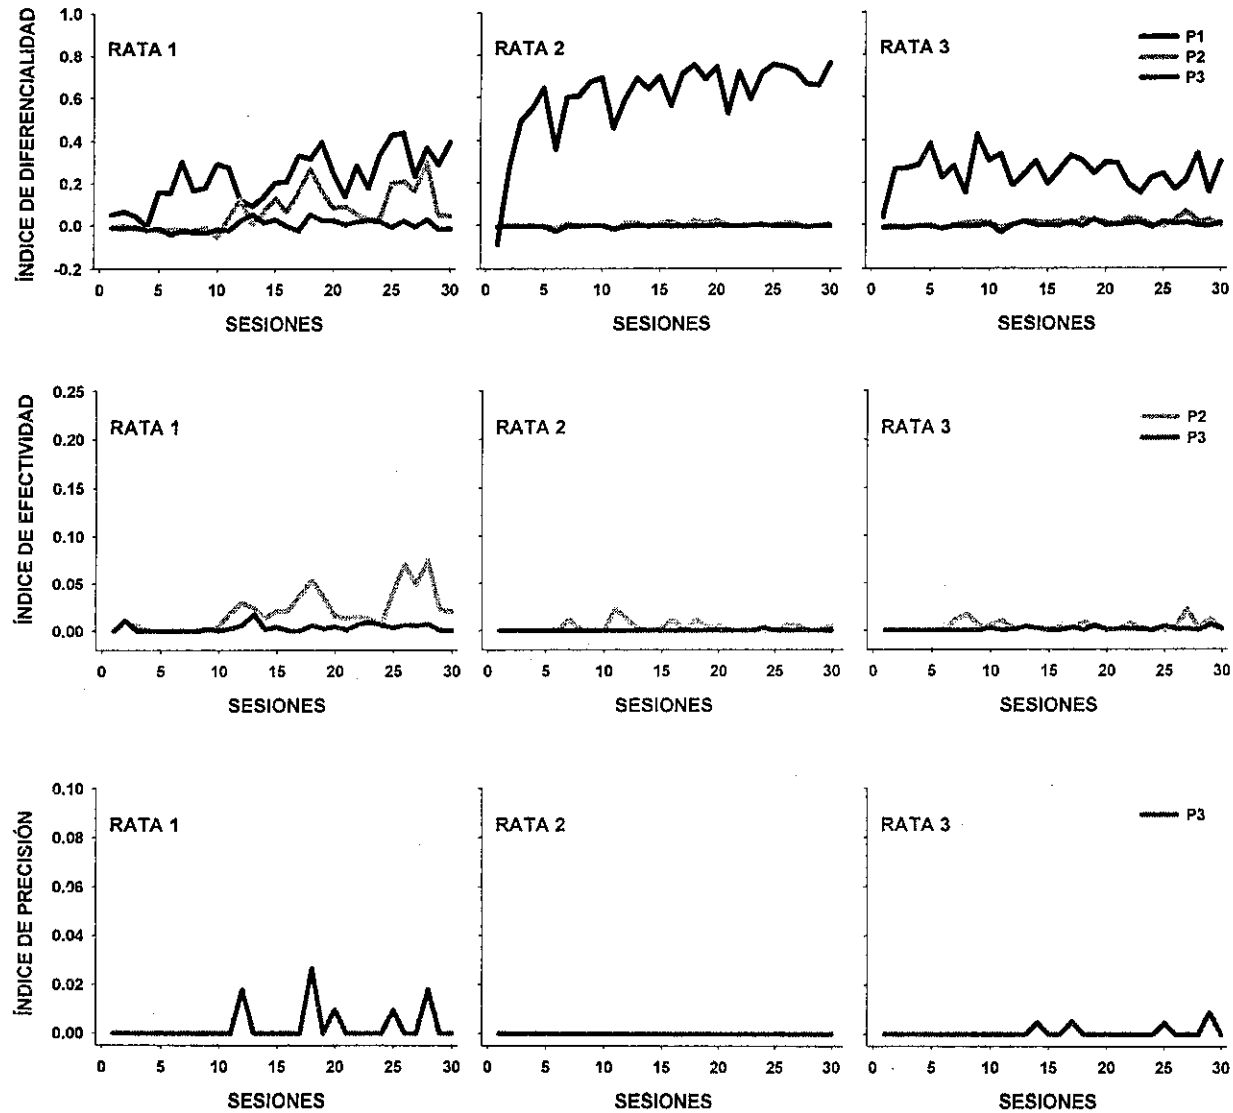 ÍNDICE DE DIFERENCIALIDAD
1.0
0.8
0.6
0.4
0.2
0.0
-0.2
RATA 1
0 5 10 15 20 25 30
SESIONES
RATA 2
0 5 10 15 20 25 30
SESIONES
RATA 3
P1
P2
P3
0 5 10 15 20 25 30
SESIONES
ÍNDICE DE EFECTIVIDAD
0.25
0.20
0.15
0.10
0.05
0.00
RATA 1
0 5 10 15 20 25 30
SESIONES
RATA 2
0 5 10 15 20 25 30
SESIONES
RATA 3
P2
P3
0 5 10 15 20 25 30
SESIONES
ÍNDICE DE PRECISIÓN
0.10
0.08
0.06
0.04
0.02
0.00
RATA 1
0 5 10 15 20 25 30
SESIONES
RATA 2
0 5 10 15 20 25 30
SESIONES
RATA 3
P3
0 5 10 15 20 25 30
SESIONES